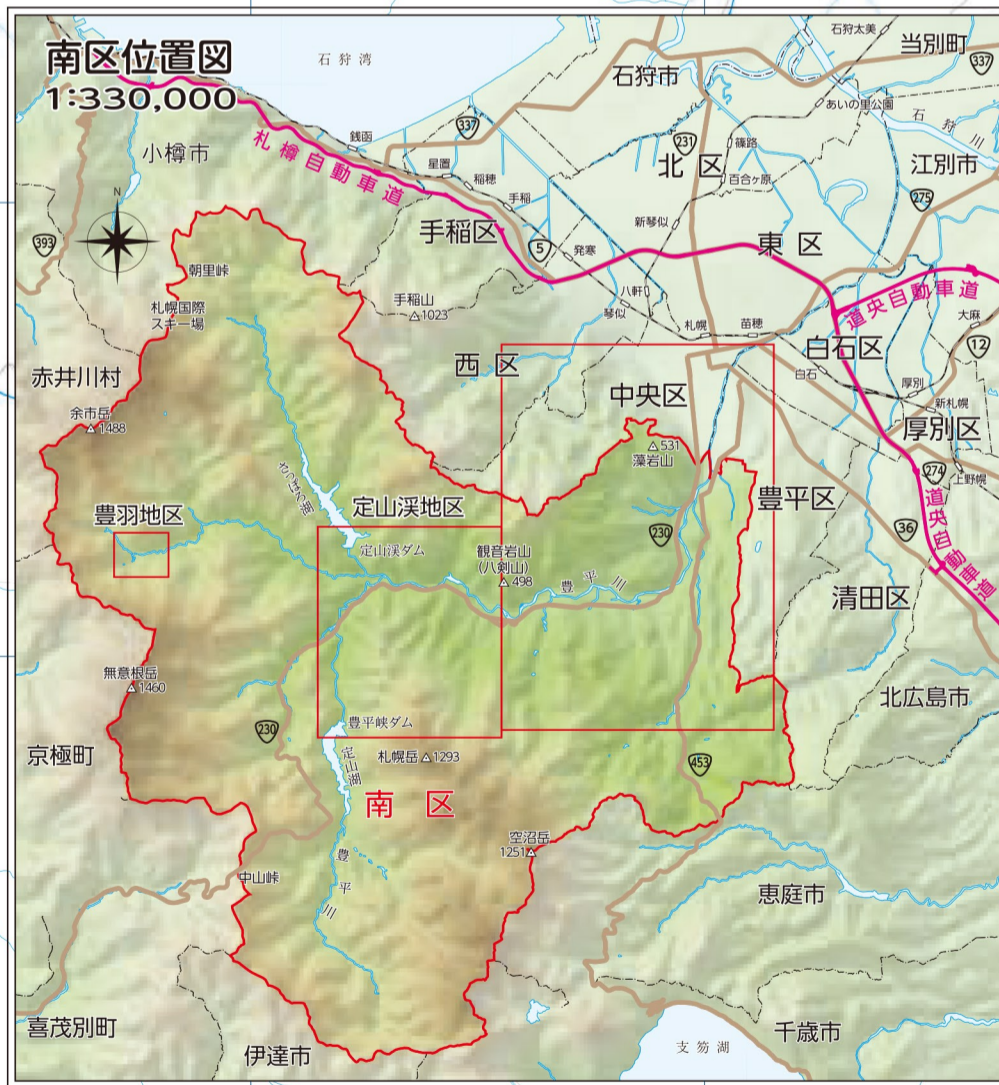 南区位置図
1:330,000
石狩湾
石狩太美
当別町
337
石狩市
あいの里公園
石狩川
銭函
337
231
篠路
北区
百合が原
江別市
275
小樽市
札樽自動車道
星置
稲穂
手稲
新琴似
N
393
手稲区
5
発寒
東区
朝里峠
札幌国際
スキー場
手稲山
1023
八軒
琴似
札幌
苗穂
道央自動車道
大麻
12
白石区
白石
西区
赤井川村
中央区
厚別
新札幌
厚別区
余市岳
1488
531
藻岩山
274
上野幌
さっぽろ湖
豊羽地区
定山渓地区
豊平区
36
道央自動車道
定山渓ダム
観音岩山
(八剣山)
498
230
豊平川
清田区
無意根岳
1460
北広島市
230
豊平峡ダム
定山湖
京極町
札幌岳
1293
453
南区
空沼岳
1251
豊平川
中山峠
恵庭市
喜茂別町
伊達市
支笏湖
千歳市